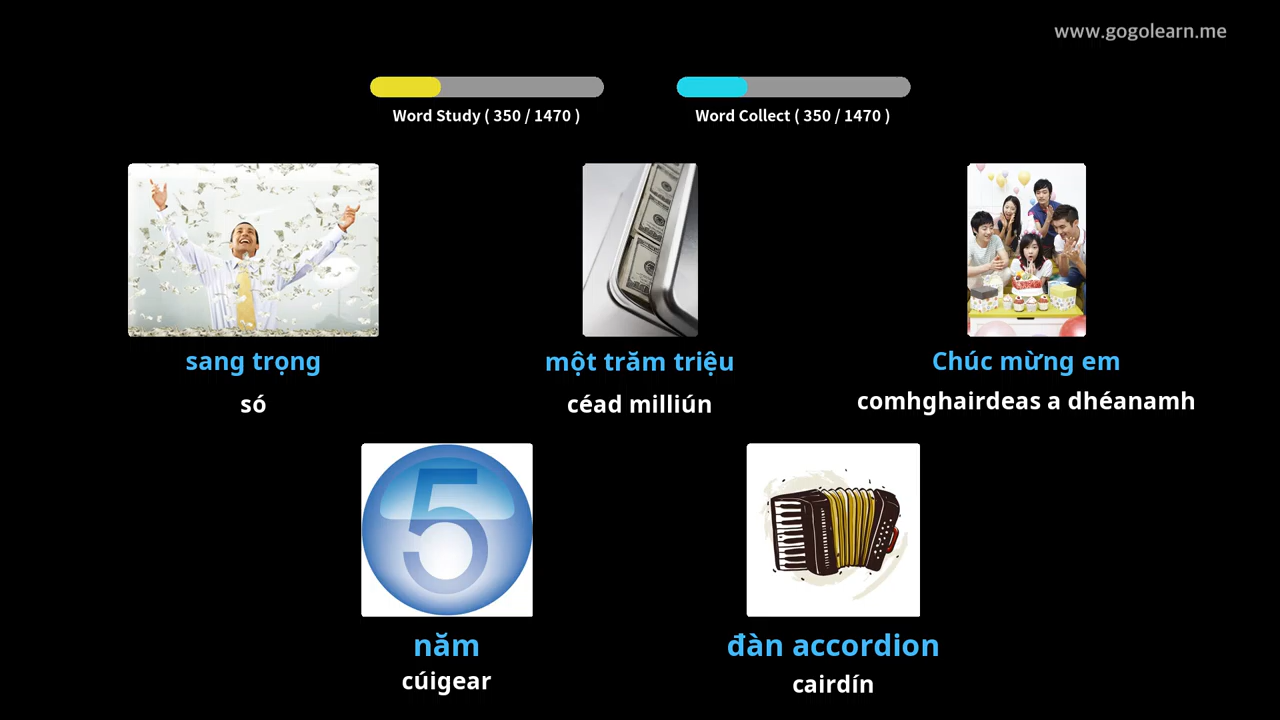 www.gogolearn.me
Word Study ( 350 / 1470 )
Word Collect ( 350 / 1470 )
sang trọng
só
một trăm triệu
céad milliún
Chúc mừng em
comhghairdeas a dhéanamh
5
năm
cúigear
đàn accordion
cairdín